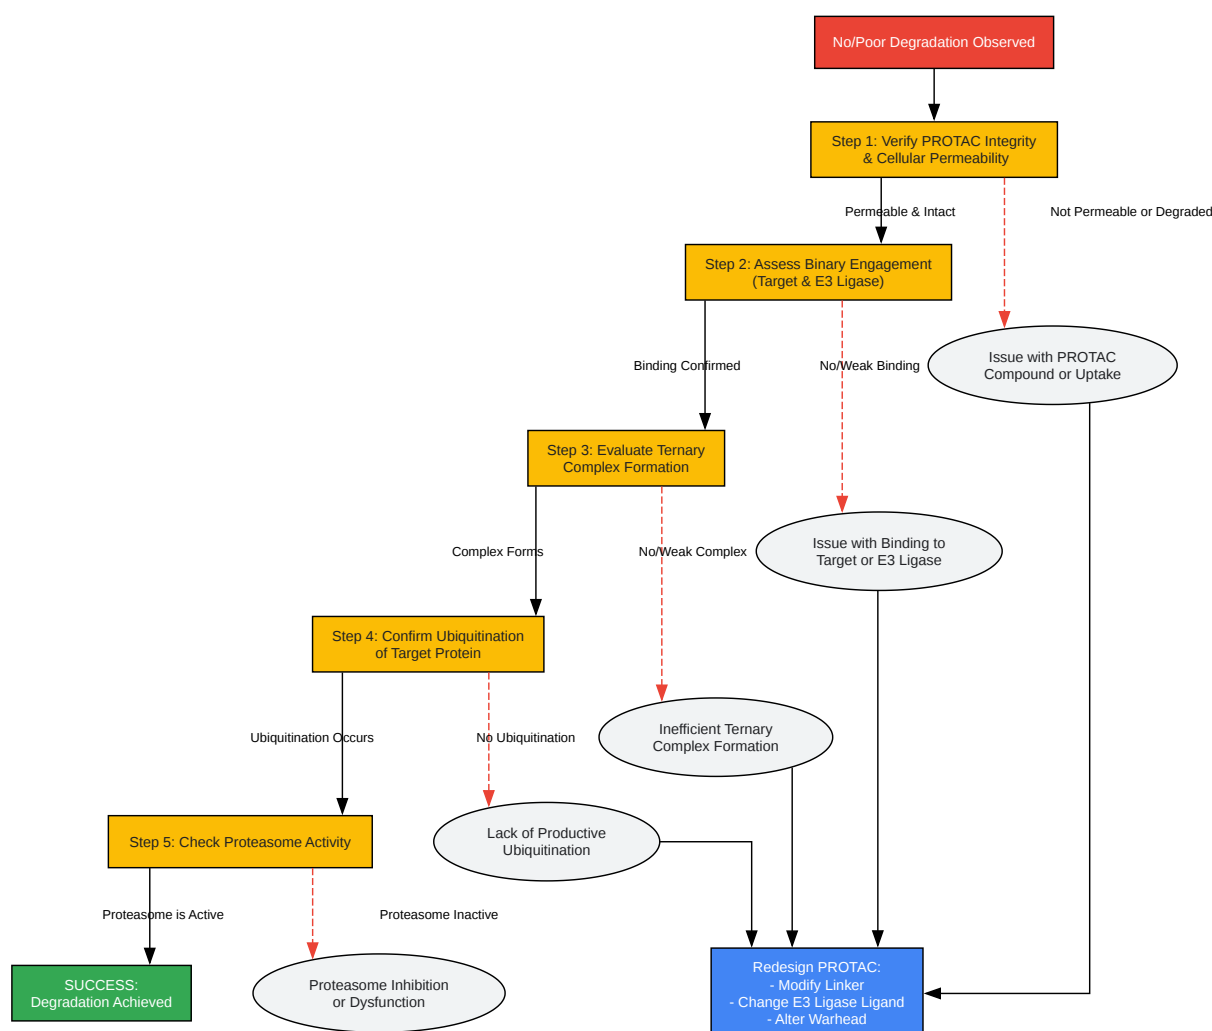 No/Poor Degradation Observed
Step 1: Verify PROTAC Integrity
& Cellular Permeability
Permeable & Intact
Not Permeable or Degraded
Step 2: Assess Binary Engagement
(Target & E3 Ligase)
Binding Confirmed
No/Weak Binding
Issue with PROTAC
Compound or Uptake
Step 3: Evaluate Ternary
Complex Formation
Complex Forms
No/Weak Complex
Issue with Binding to
Target or E3 Ligase
Step 4: Confirm Ubiquitination
of Target Protein
Ubiquitination Occurs
No Ubiquitination
Inefficient Ternary
Complex Formation
Step 5: Check Proteasome Activity
Lack of Productive
Ubiquitination
Proteasome is Active
Proteasome Inactive
SUCCESS:
Degradation Achieved
Proteasome Inhibition
or Dysfunction
Redesign PROTAC:
- Modify Linker
- Change E3 Ligase Ligand
- Alter Warhead